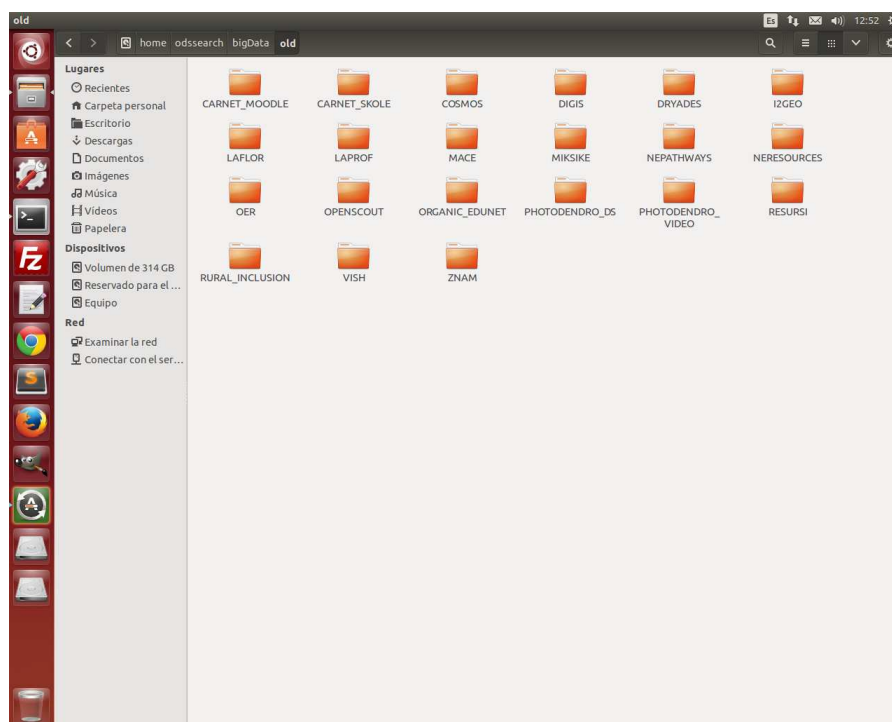 old
Es
12:52
home odssearch bigData old
Lugares
Recientes
Carpeta personal
Escritorio
Descargas
Documentos
Imágenes
Música
Vídeos
Papelera
Dispositivos
Volumen de 314 GB
Reservado para el ...
Equipo
Red
Examinar la red
Conectar con el ser...
CARNET_MOODLE
CARNET_SKOLE
COSMOS
DIGIS
DRYADES
I2GEO
LAFLOR
LAPROF
MACE
MIKSIKE
NEPATHWAYS
NERESOURCES
OER
OPENSCOUT
ORGANIC_EDUNET
PHOTODENDRO_DS
PHOTODENDRO_
VIDEO
RESURSI
RURAL_INCLUSION
VISH
ZNAM